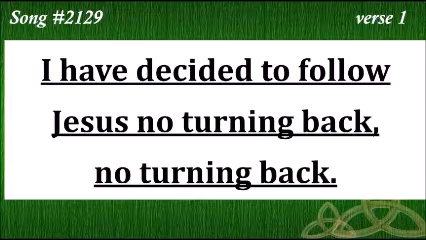 Song #2129
verse 1
I have decided to follow
Jesus no turning back,
no turning back.